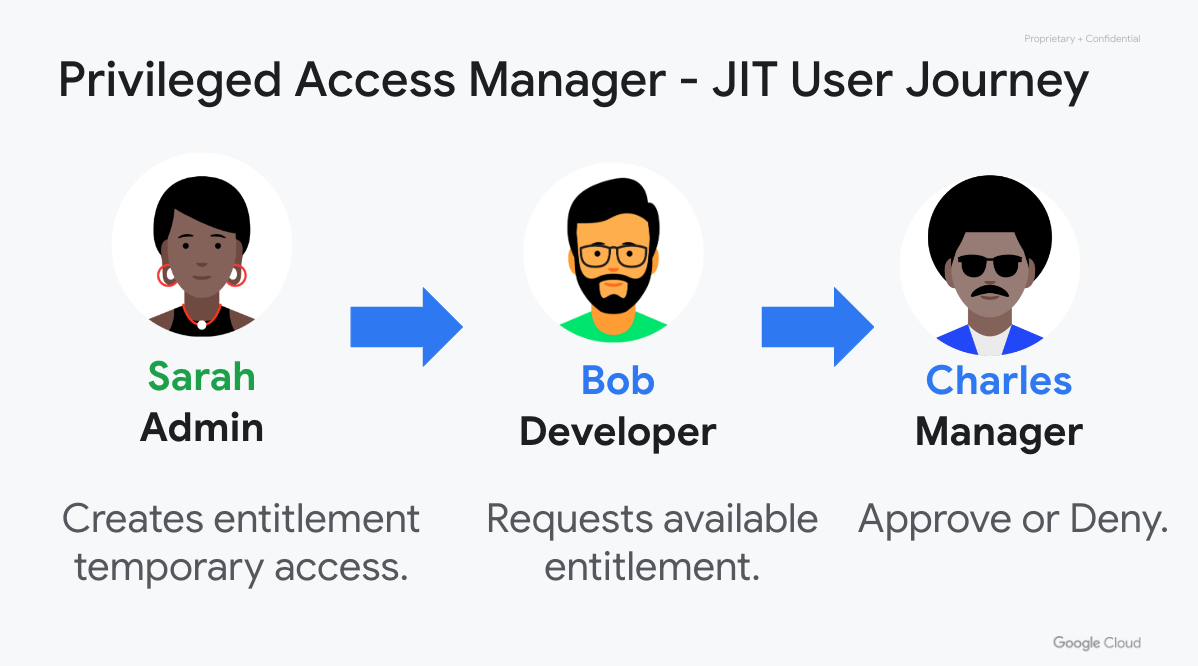 Proprietary + Confidential
Privileged Access Manager - JIT User Journey
Sarah
Admin
Creates entitlement
temporary access.
Bob
Developer
Requests available
entitlement.
Charles
Manager
Approve or Deny.
Google Cloud